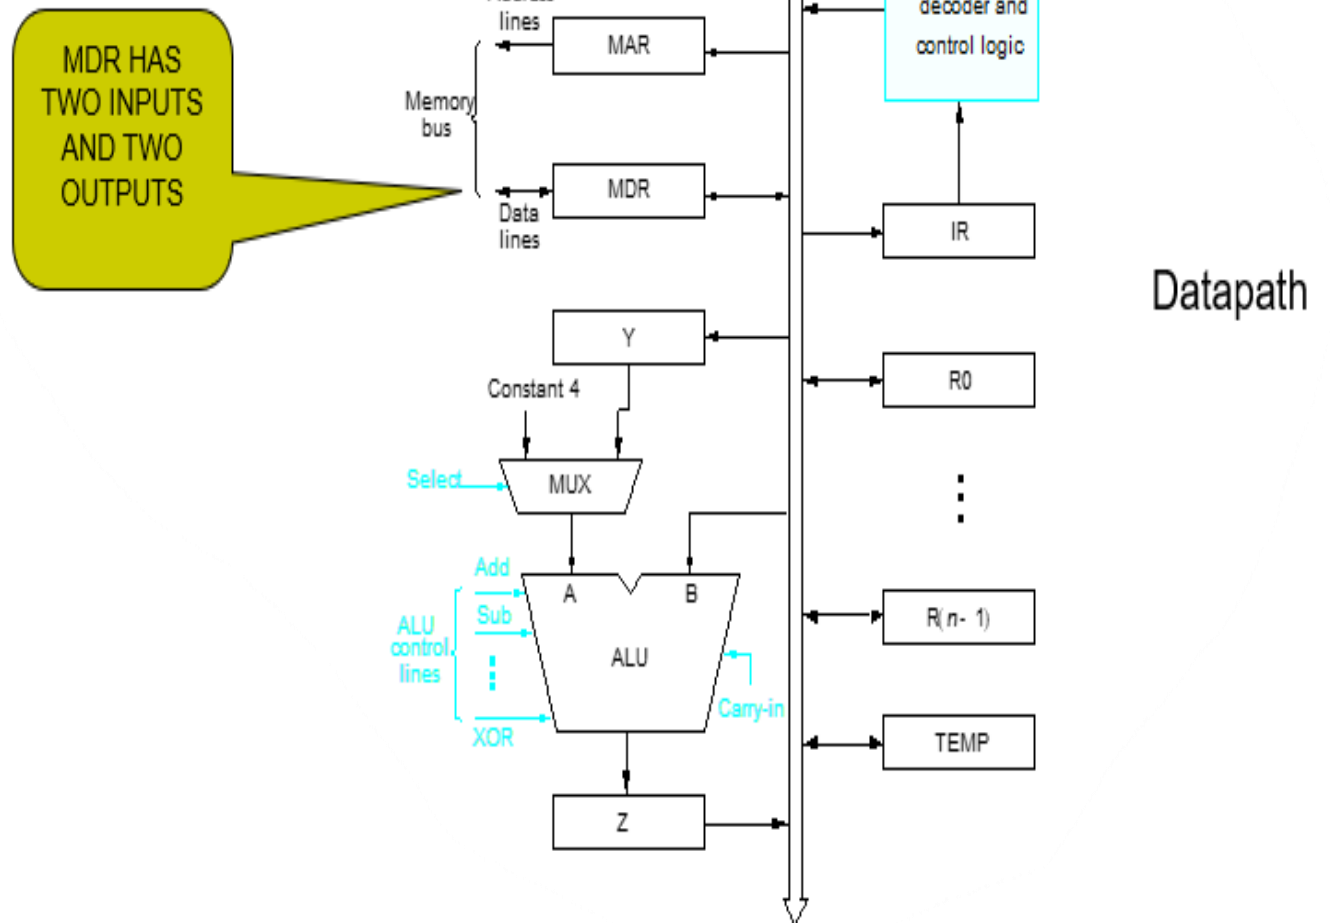 MDR HAS
TWO INPUTS
AND TWO
OUTPUTS
Address
lines
MAR
Memory
bus
MDR
Data
lines
decoder and
control logic
IR
Datapath
Y
Constant 4
R0
Select
MUX
Add
A
B
Sub
ALU
control
lines
ALU
R(n- 1)
Carry-in
XOR
TEMP
Z